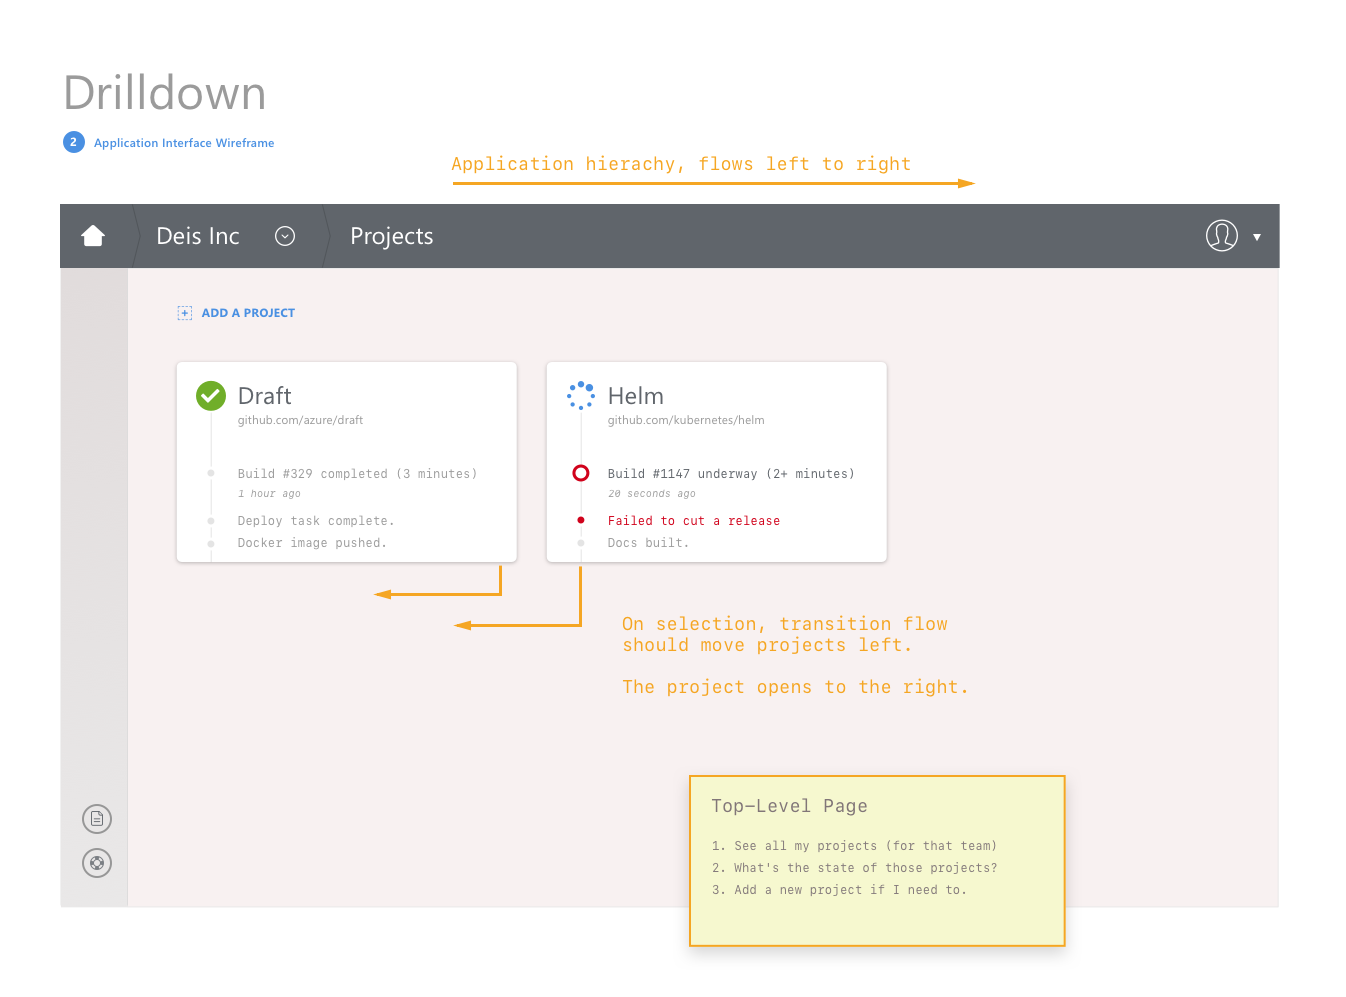 Drilldown
2 Application Interface Wireframe
Application hierachy, flows left to right
Deis Inc Projects
+ ADD A PROJECT
Draft
github.com/azure/draft
Build #329 completed (3 minutes)
1 hour ago
Deploy task complete.
Docker image pushed.
Helm
github.com/kubernetes/helm
Build #1147 underway (2+ minutes)
20 seconds ago
Failed to cut a release
Docs built.
On selection, transition flow
should move projects left.
The project opens to the right.
Top-Level Page
1. See all my projects (for that team)
2. What's the state of those projects?
3. Add a new project if I need to.